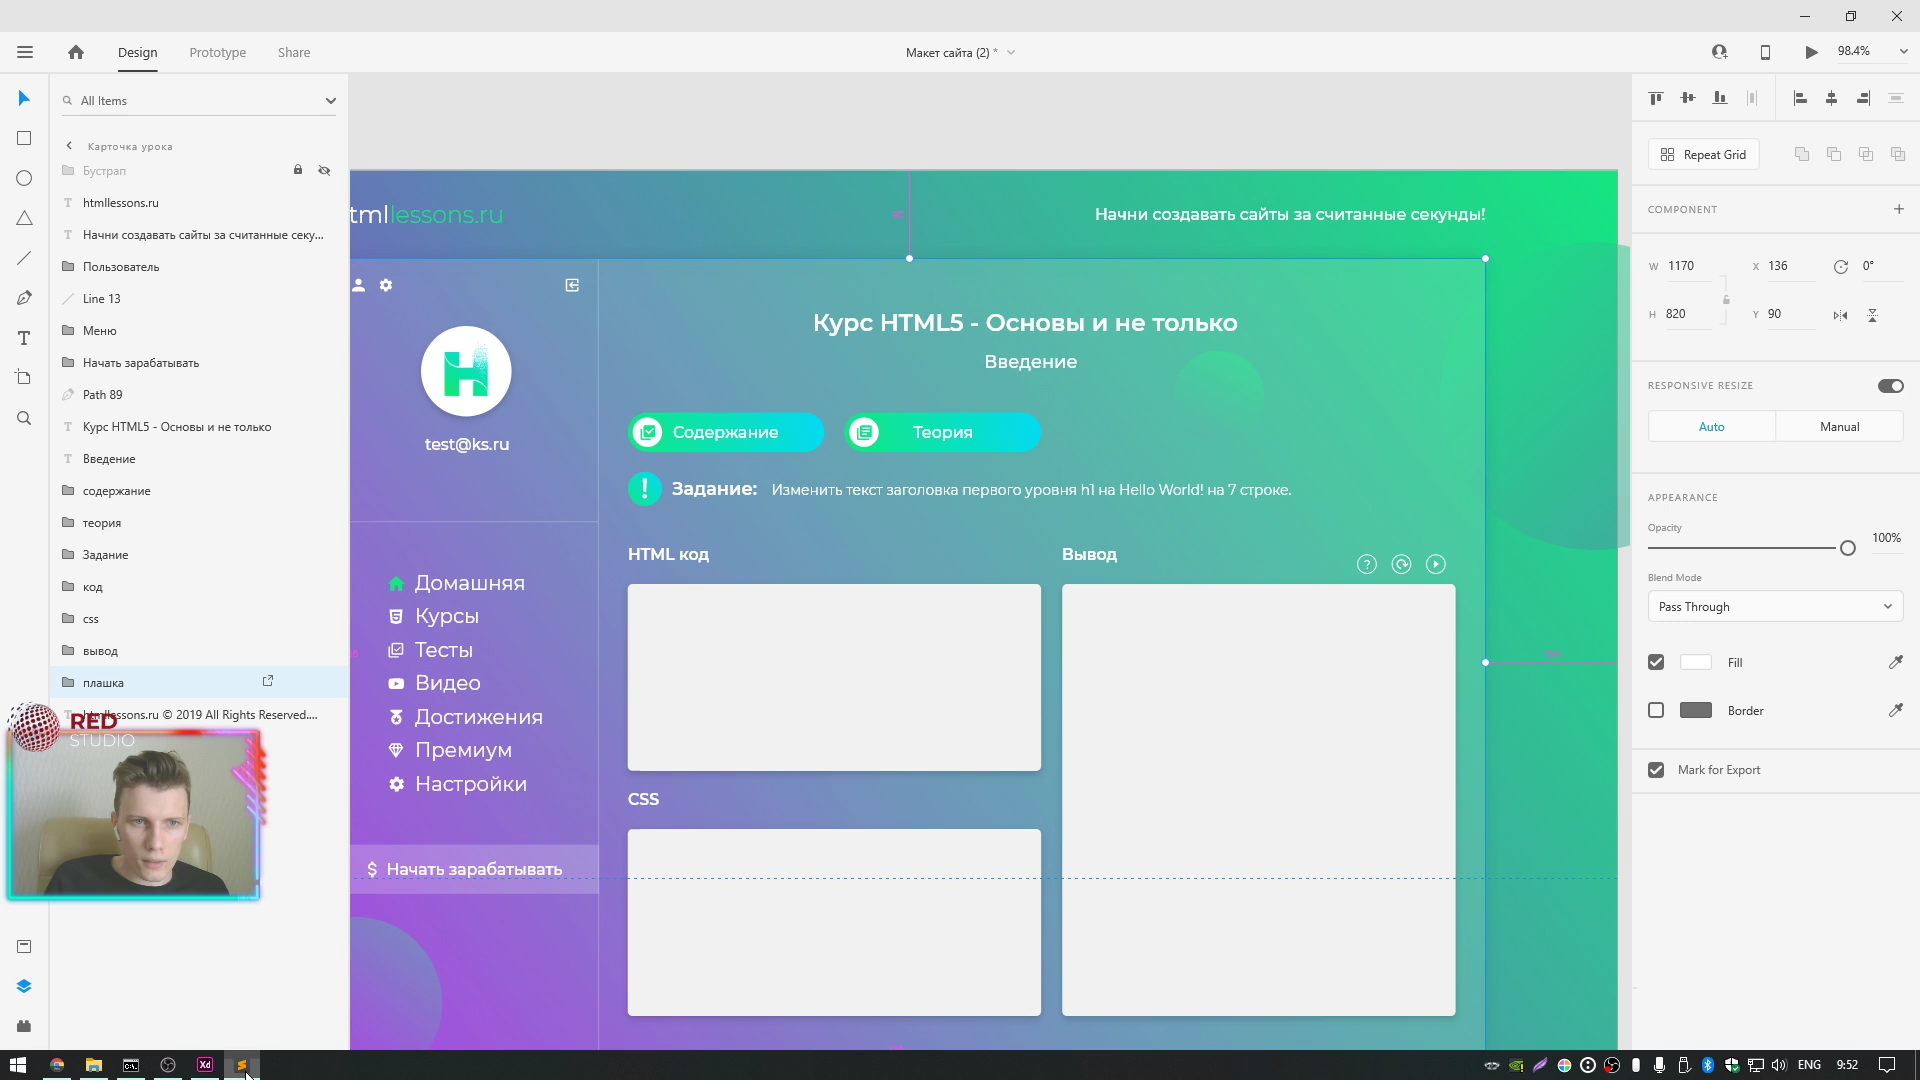 Design
Prototype
Share
Макет сайта (2) *
98.4%
All Items
Карточка урока
Бустрап
htmllessons.ru
Начни создавать сайты за считанные секу...
Пользователь
Line 13
Меню
Начать зарабатывать
Path 89
Курс HTML5 - Основы и не только
Введение
содержание
теория
Задание
код
css
вывод
плашка
htmllessons.ru © 2019 All Rights Reserved....
RED
STUDIO
tmllessons.ru
Начни создавать сайты за считанные секунды!
test@ks.ru
Домашняя
Курсы
Тесты
Видео
Достижения
Премиум
Настройки
$ Начать зарабатывать
Курс HTML5 - Основы и не только
Введение
Содержание
Теория
! Задание: Изменить текст заголовка первого уровня h1 на Hello World! на 7 строке.
HTML код
Вывод
?
CSS
Repeat Grid
COMPONENT
W 1170
X 136
0°
H 820
Y 90
RESPONSIVE RESIZE
Auto
Manual
APPEARANCE
Opacity
100%
Blend Mode
Pass Through
Fill
Border
Mark for Export
Xd
ENG
9:52